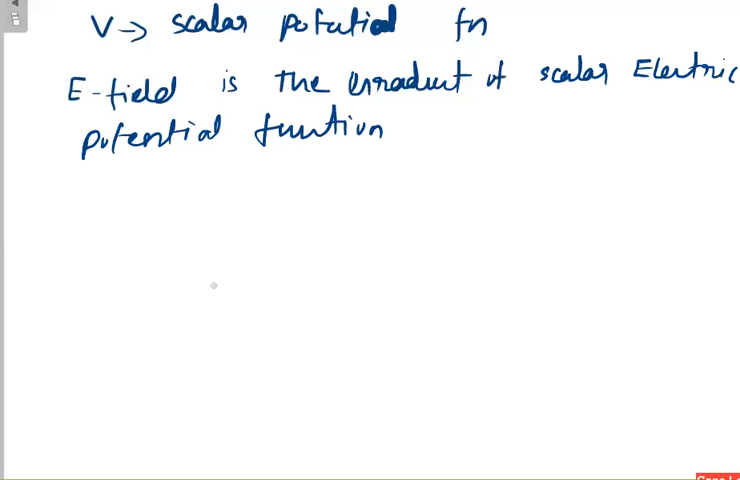 V → scalar potential fn
E-field is the Gradient of scalar Electric
potential function